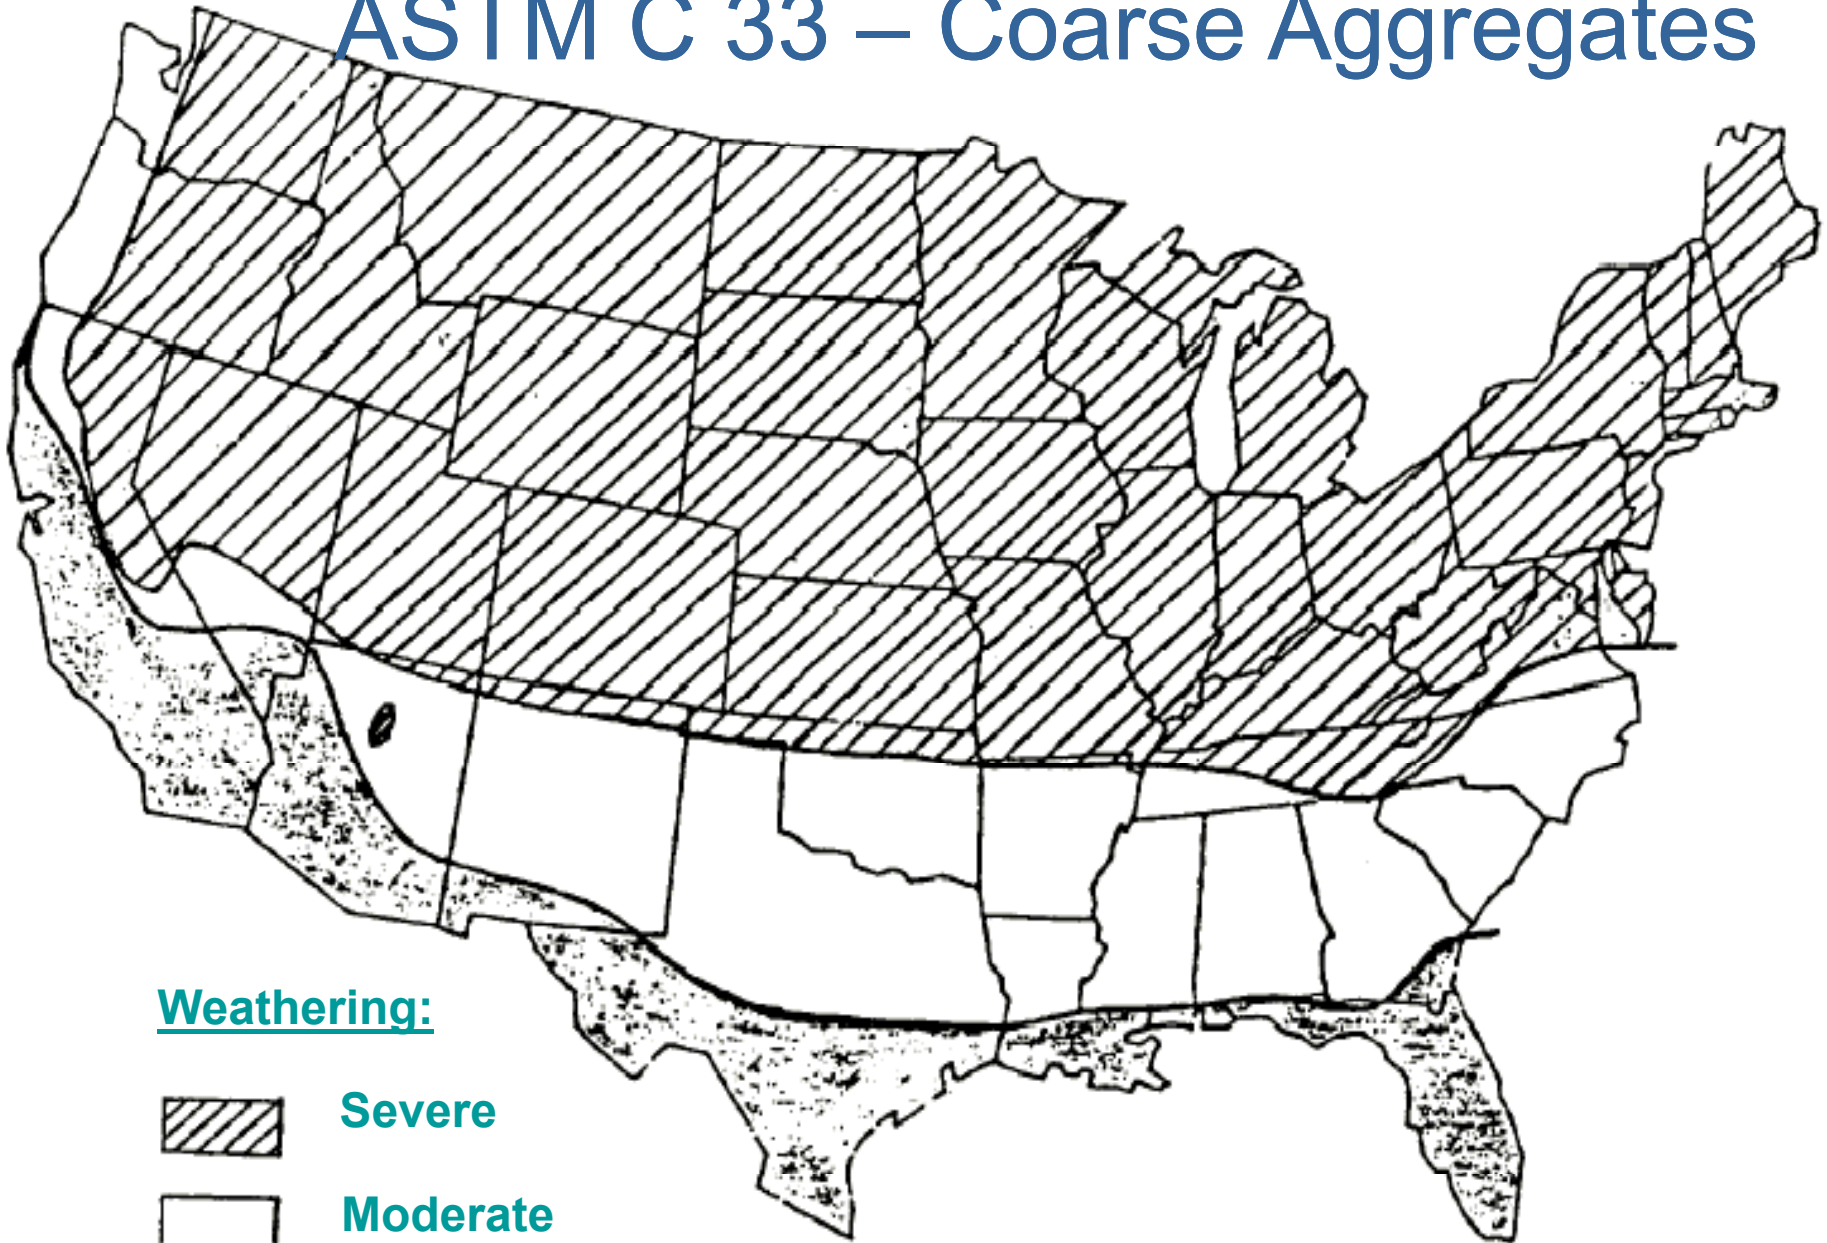 ASTM C 33 – Coarse Aggregates
Weathering:
Severe
Moderate